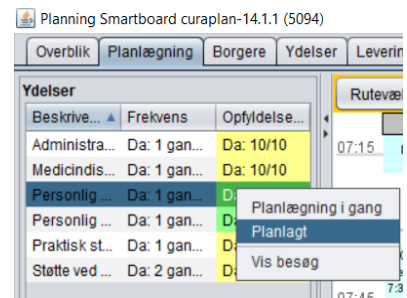 Planning Smartboard curaplan-14.1.1 (5094)
Overblik Planlægning Borgere Ydelser Leverin
Ydelser
Rutevæl
Beskrive... Frekvens Opfyldelse...
Administra... Da: 1 gan... Da: 10/10
07:15
Medicindis... Da: 1 gan... Da: 10/10
Personlig ... Da: 1 gan... D
Planlægning i gang
Personlig ... Da: 1 gan... D
Planlagt
Praktisk st... Da: 1 gan... D
Støtte ved ... Da: 2 gan... D
Vis besøg
7:3
07:45